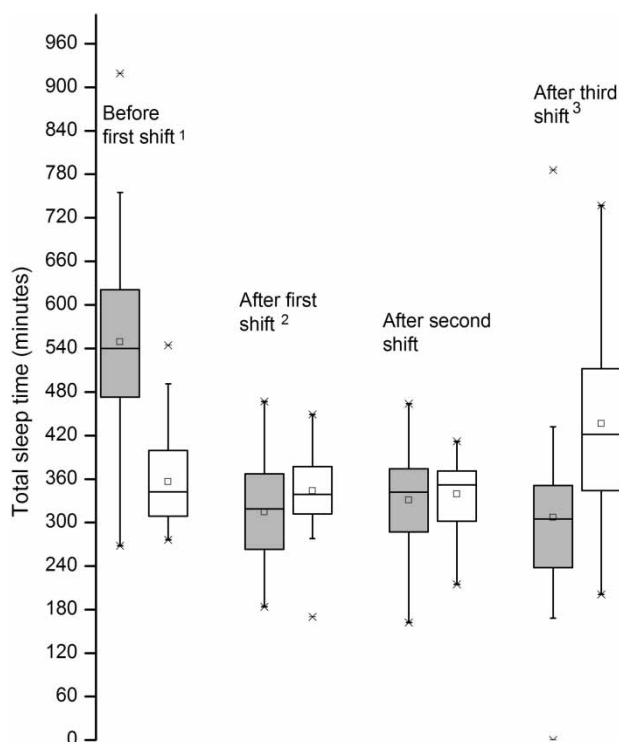 960
900
840
780
720
660
600
540
480
420
360
300
240
180
120
60
0
Total sleep time (minutes)
Before
first shift 1
After first
shift 2
After second
shift
After third
shift 3